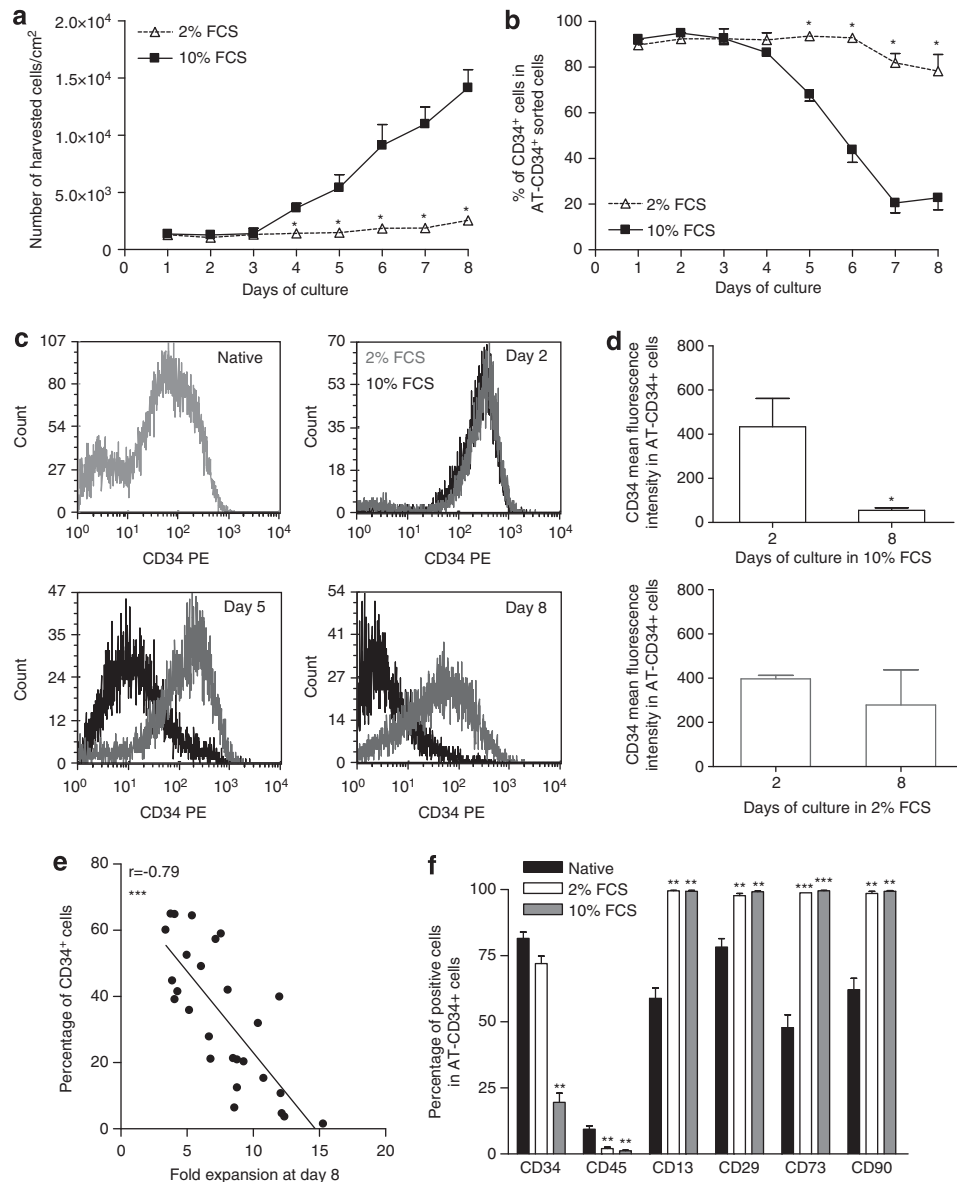 a
Number of harvested cells/cm²
2.0×10⁴
1.5×10⁴
1.0×10⁴
5.0×10³
0
2% FCS
10% FCS
* * * * *
0 1 2 3 4 5 6 7 8
Days of culture
b
% of CD34⁺ cells in
AT-CD34⁺ sorted cells
100
80
60
40
20
0
* * * *
2% FCS
10% FCS
0 1 2 3 4 5 6 7 8
Days of culture
c
107
80
54
27
0
Count
Native
10⁰ 10¹ 10² 10³ 10⁴
CD34 PE
70
53
35
18
0
Count
2% FCS
10% FCS
Day 2
10⁰ 10¹ 10² 10³ 10⁴
CD34 PE
47
35
24
12
0
Count
Day 5
10⁰ 10¹ 10² 10³ 10⁴
CD34 PE
54
41
27
14
0
Count
Day 8
10⁰ 10¹ 10² 10³ 10⁴
CD34 PE
d
CD34 mean fluorescence
intensity in AT-CD34+ cells
800
600
400
200
0
*
2 8
Days of culture in 10% FCS
CD34 mean fluorescence
intensity in AT-CD34+ cells
800
600
400
200
0
2 8
Days of culture in 2% FCS
e
Percentage of CD34⁺ cells
80
60
40
20
0
r=-0.79
***
0 5 10 15 20
Fold expansion at day 8
f
Percentage of positive cells
in AT-CD34+ cells
100
75
50
25
0
Native
2% FCS
10% FCS
** ** ** ** ** ** ** *** *** ** **
CD34 CD45 CD13 CD29 CD73 CD90